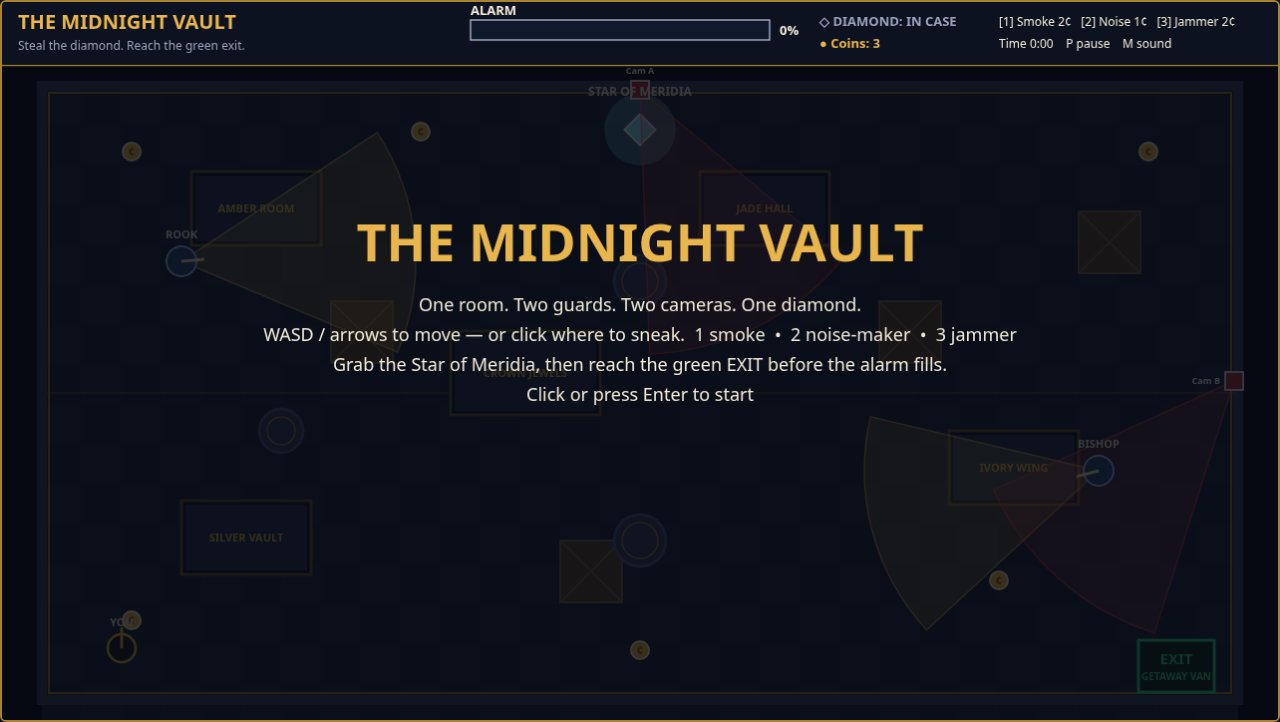 THE MIDNIGHT VAULT
Steal the diamond. Reach the green exit.
ALARM
0%
◇ DIAMOND: IN CASE
● Coins: 3
[1] Smoke 2¢ [2] Noise 1¢ [3] Jammer 2¢
Time 0:00 P pause M sound
Cam A
STAR OF MERIDIA
¢
¢
¢
AMBER ROOM
JADE HALL
ROOK
THE MIDNIGHT VAULT
One room. Two guards. Two cameras. One diamond.
WASD / arrows to move — or click where to sneak. 1 smoke • 2 noise-maker • 3 jammer
Grab the Star of Meridia, then reach the green EXIT before the alarm fills.
CROWN JEWELS
Cam B
Click or press Enter to start
BISHOP
IVORY WING
SILVER VAULT
¢
YOU
¢
¢
EXIT
GETAWAY VAN